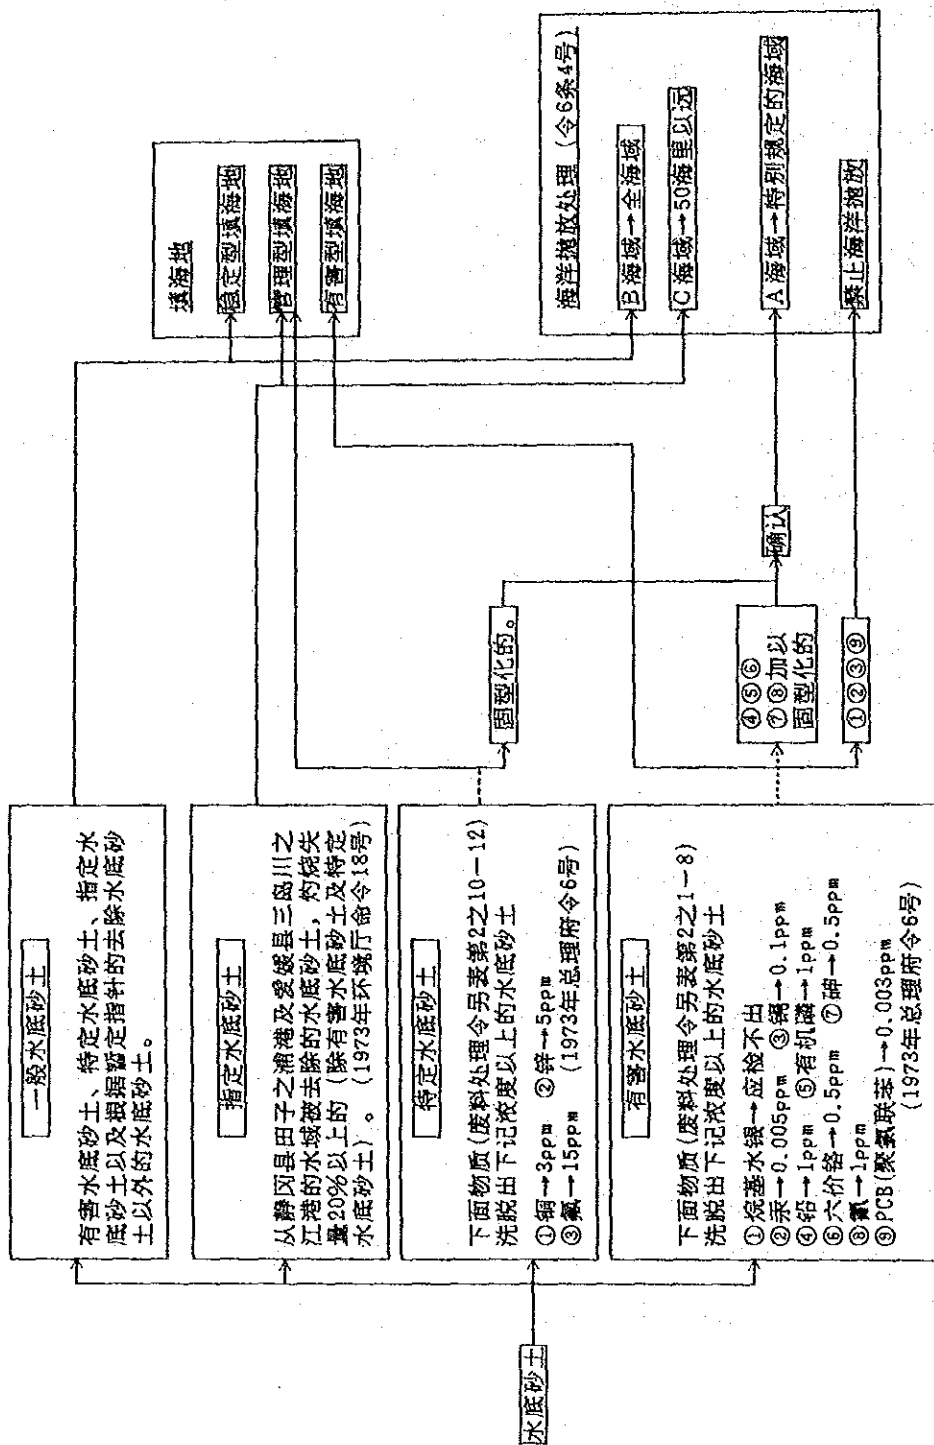 水底砂土
一般水底砂土
有害水底砂土、特定水底砂土、指定水
底砂土以及根据暂定指针的去除水底砂
土以外的水底砂土。
指定水底砂土
从静冈县田子之浦港及爱媛县三岛川之
江港的水域被去除的水底砂土，灼烧失
量20%以上的（除有害水底砂土及特定
水底砂土）。（1973年环境厅命令18号）
特定水底砂土
下面物质(废料处理令另表第2之10－12)
洗脱出下记浓度以上的水底砂土
①铜→3ppm ②锌→5ppm
③氟→15ppm （1973年总理府令6号）
有害水底砂土
下面物质(废料处理令另表第2之1－8)
洗脱出下记浓度以上的水底砂土
①烷基水银→应检不出
②汞→0.005ppm ③镉→0.1ppm
④铅→1ppm ⑤有机磷→1ppm
⑥六价铬→0.5ppm ⑦砷→0.5ppm
⑧氰→1ppm
⑨PCB(聚氯联苯)→0.003ppm
（1973年总理府令6号）
固型化的。
④⑤⑥
⑦⑧加以
固型化的
①②③⑨
确认
填海地
稳定型填海地
管理型填海地
有害型填海地
海洋抛放处理（令6条4号）
B海域→全海域
C海域→50海里以远
A海域→特别规定的海域
禁止海洋抛放